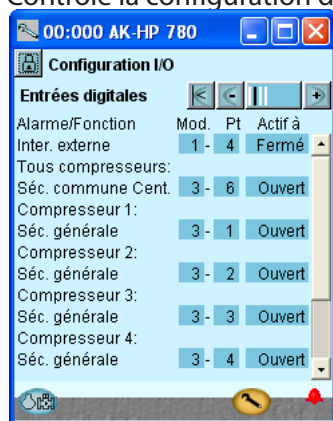 Contrôle la configuration d
00:000 AK-HP 780
Configuration I/O
Entrées digitales
Alarme/Fonction Mod. Pt Actif à
Inter. externe 1 - 4 Fermé
Tous compresseurs:
Séc. commune Cent. 3 - 6 Ouvert
Compresseur 1:
Séc. générale 3 - 1 Ouvert
Compresseur 2:
Séc. générale 3 - 2 Ouvert
Compresseur 3:
Séc. générale 3 - 3 Ouvert
Compresseur 4:
Séc. générale 3 - 4 Ouvert